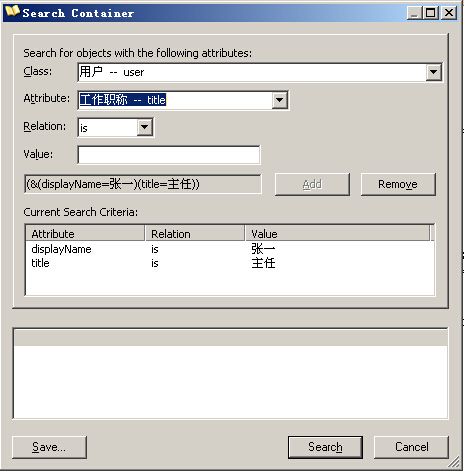 Search Container
Search for objects with the following attributes:
Class:
用户 -- user
Attribute:
工作职称 -- title
Relation:
is
Value:
(&(displayName=张一)(title=主任))
Add
Remove
Current Search Criteria:
Attribute Relation Value
displayName is 张一
title is 主任
Save...
Search
Cancel